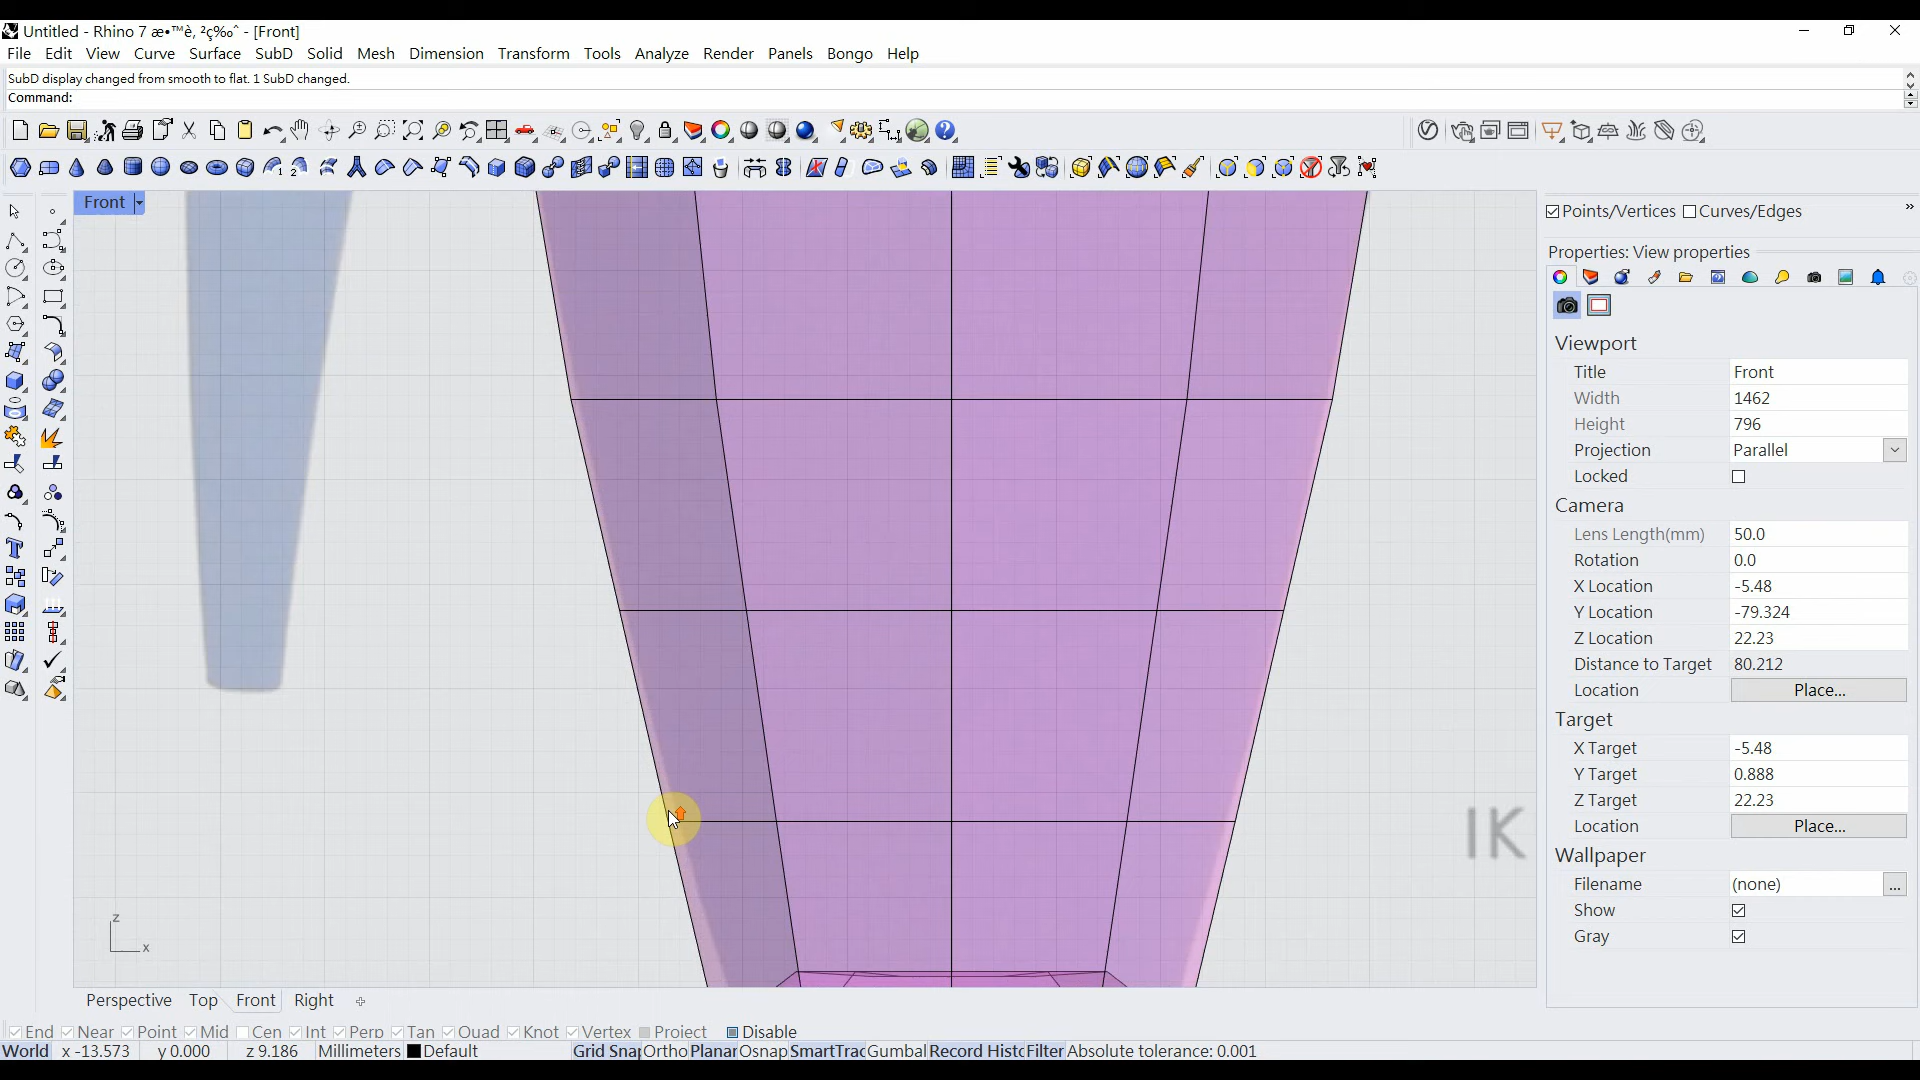 Untitled - Rhino 7 æ•™è‚²ç‰ˆ - [Front]
File Edit View Curve Surface SubD Solid Mesh Dimension Transform Tools Analyze Render Panels Bongo Help
SubD display changed from smooth to flat. 1 SubD changed.
Command:
Front
Points/Vertices Curves/Edges
Properties: View properties
Viewport
Title Front
Width 1462
Height 796
Projection Parallel
Locked
Camera
Lens Length(mm) 50.0
Rotation 0.0
X Location -5.48
Y Location -79.324
Z Location 22.23
Distance to Target 80.212
Location Place...
Target
X Target -5.48
Y Target 0.888
Z Target 22.23
Location Place...
Wallpaper
Filename (none) ...
Show
Gray
IK
z
x
Perspective Top Front Right
End Near Point Mid Cen Int Perp Tan Quad Knot Vertex Project Disable
World x -13.573 y 0.000 z 9.186 Millimeters Default Grid Snap Ortho Planar Osnap SmartTrac Gumbal Record Histo Filter Absolute tolerance: 0.001